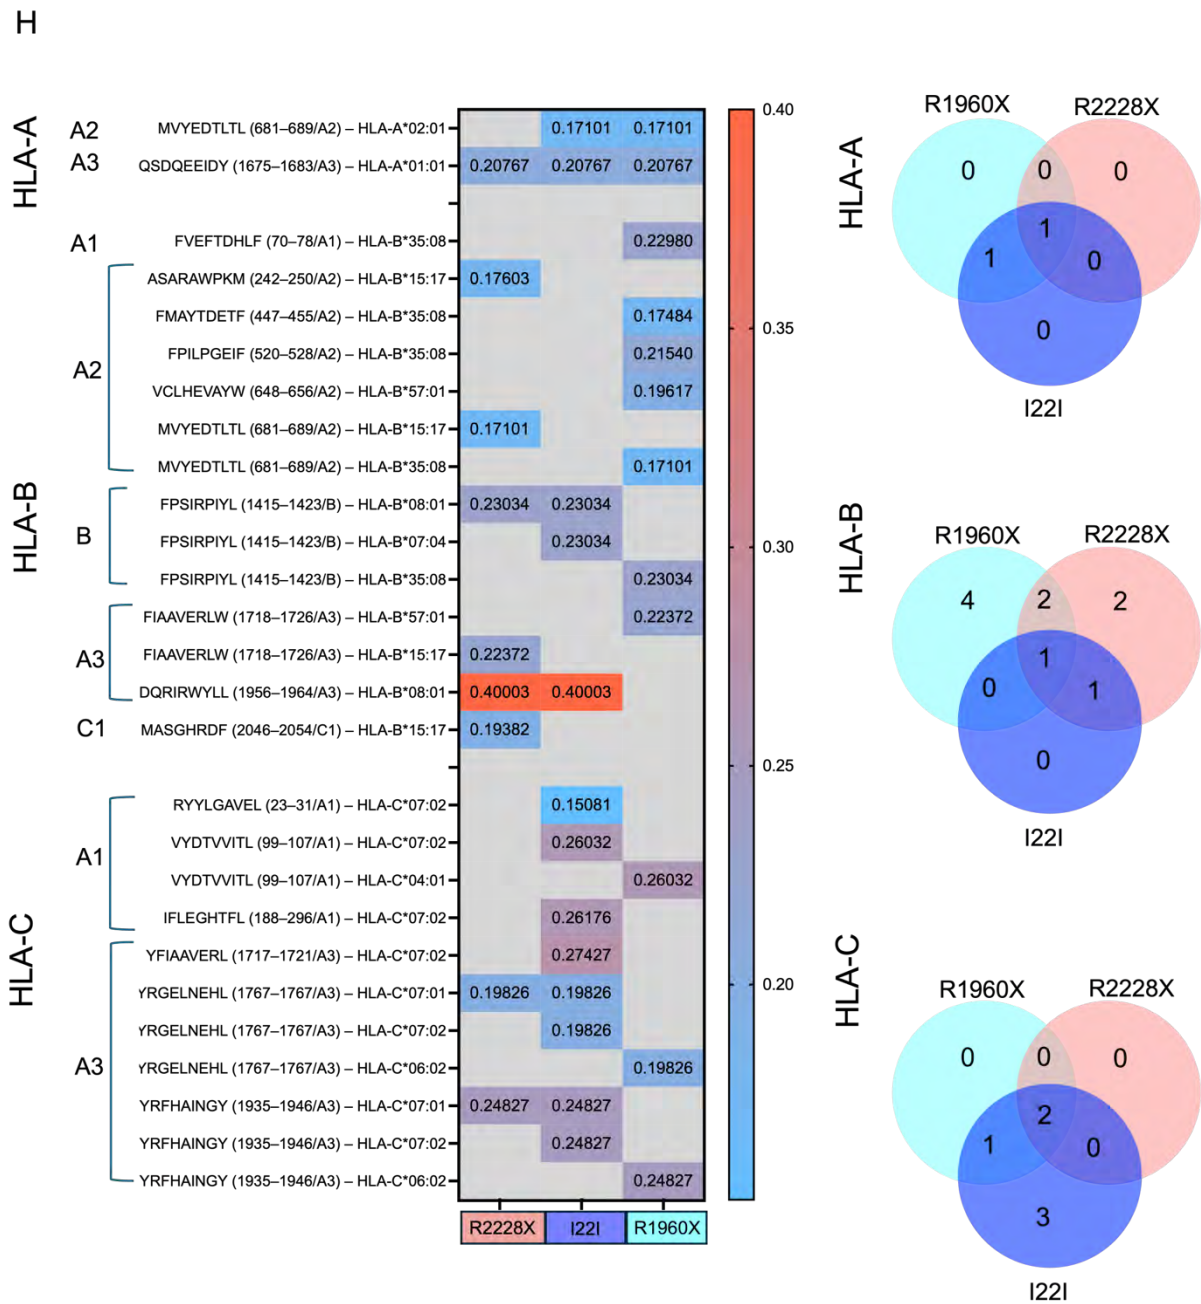 H
HLA-A
A2
MVYEDTLTL (681–689/A2) – HLA-A*02:01
0.17101 0.17101
A3
QSDQEEIDY (1675–1683/A3) – HLA-A*01:01
0.20767 0.20767 0.20767
HLA-B
A1
FVEFTDHLF (70–78/A1) – HLA-B*35:08
0.22980
A2
ASARAWPKM (242–250/A2) – HLA-B*15:17
0.17603
FMAYTDETF (447–455/A2) – HLA-B*35:08
0.17484
FPILPGEIF (520–528/A2) – HLA-B*35:08
0.21540
VCLHEVAYW (648–656/A2) – HLA-B*57:01
0.19617
MVYEDTLTL (681–689/A2) – HLA-B*15:17
0.17101
MVYEDTLTL (681–689/A2) – HLA-B*35:08
0.17101
B
FPSIRPIYL (1415–1423/B) – HLA-B*08:01
0.23034 0.23034
FPSIRPIYL (1415–1423/B) – HLA-B*07:04
0.23034
FPSIRPIYL (1415–1423/B) – HLA-B*35:08
0.23034
A3
FIAAVERLW (1718–1726/A3) – HLA-B*57:01
0.22372
FIAAVERLW (1718–1726/A3) – HLA-B*15:17
0.22372
DQRIRWYLL (1956–1964/A3) – HLA-B*08:01
0.40003 0.40003
C1
MASGHRDF (2046–2054/C1) – HLA-B*15:17
0.19382
HLA-C
A1
RYYLGAVEL (23–31/A1) – HLA-C*07:02
0.15081
VYDTVVITL (99–107/A1) – HLA-C*07:02
0.26032
VYDTVVITL (99–107/A1) – HLA-C*04:01
0.26032
IFLEGHTFL (188–296/A1) – HLA-C*07:02
0.26176
A3
YFIAAVERL (1717–1721/A3) – HLA-C*07:02
0.27427
YRGELNEHL (1767–1767/A3) – HLA-C*07:01
0.19826 0.19826
YRGELNEHL (1767–1767/A3) – HLA-C*07:02
0.19826
YRGELNEHL (1767–1767/A3) – HLA-C*06:02
0.19826
YRFHAINGY (1935–1946/A3) – HLA-C*07:01
0.24827 0.24827
YRFHAINGY (1935–1946/A3) – HLA-C*07:02
0.24827
YRFHAINGY (1935–1946/A3) – HLA-C*06:02
0.24827
R2228X I22I R1960X
0.40
0.35
0.30
0.25
0.20
HLA-A
R1960X R2228X
0 0 0
1
1 0
0
I22I
HLA-B
R1960X R2228X
4 2 2
1
0 1
0
I22I
HLA-C
R1960X R2228X
0 0 0
2
1 0
3
I22I